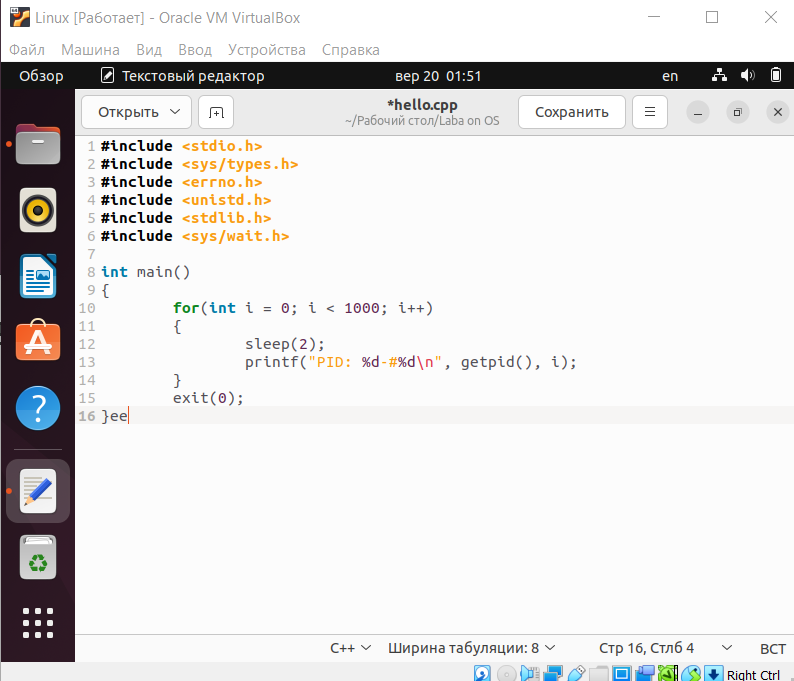 Linux [Работает] - Oracle VM VirtualBox
Файл Машина Вид Ввод Устройства Справка
Обзор Текстовый редактор вер 20 01:51 en
Открыть *hello.cpp Сохранить
~/Рабочий стол/Laba on OS
1 #include <stdio.h>
2 #include <sys/types.h>
3 #include <errno.h>
4 #include <unistd.h>
5 #include <stdlib.h>
6 #include <sys/wait.h>
7
8 int main()
9 {
10 for(int i = 0; i < 1000; i++)
11 {
12 sleep(2);
13 printf("PID: %d-#%d\n", getpid(), i);
14 }
15 exit(0);
16 }ee
C++ Ширина табуляции: 8 Стр 16, Стлб 4 ВСТ
Right Ctrl